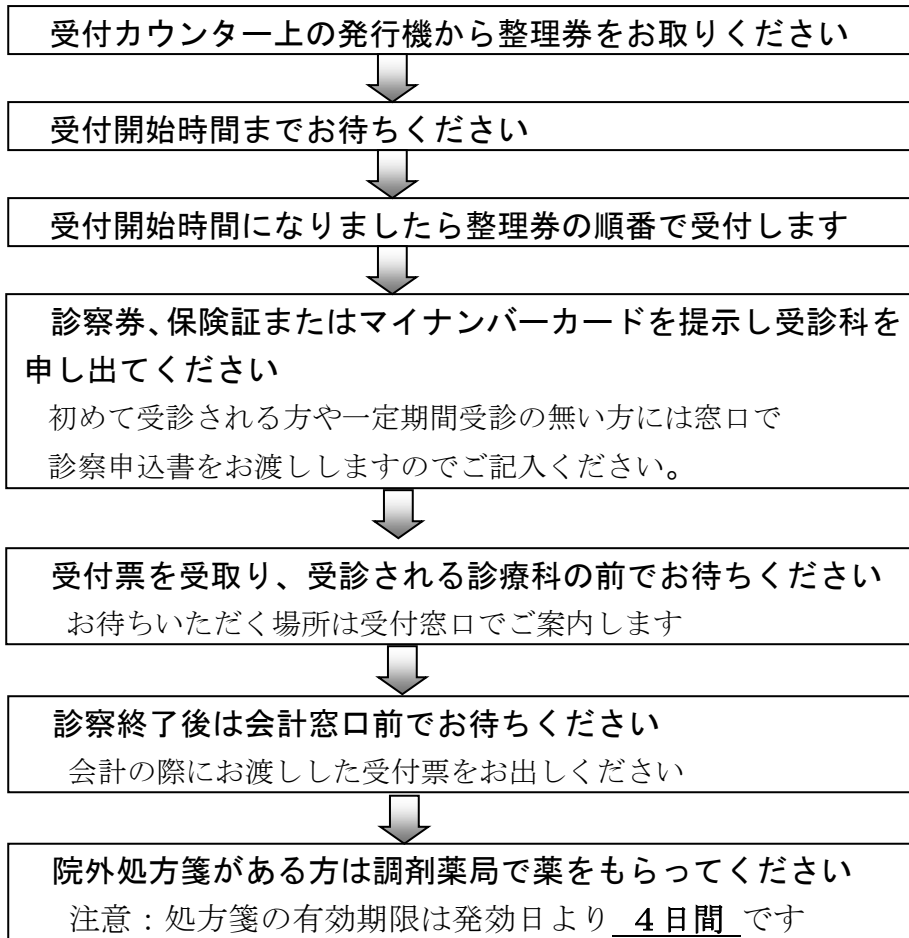 受付カウンター上の発行機から整理券をお取りください
受付開始時間までお待ちください
受付開始時間になりましたら整理券の順番で受付します
診察券、保険証またはマイナンバーカードを提示し受診科を
申し出てください
初めて受診される方や一定期間受診の無い方には窓口で
診察申込書をお渡ししますのでご記入ください。
受付票を受取り、受診される診療科の前でお待ちください
お待ちいただく場所は受付窓口でご案内します
診察終了後は会計窓口前でお待ちください
会計の際にお渡しした受付票をお出しください
院外処方箋がある方は調剤薬局で薬をもらってください
注意：処方箋の有効期限は発効日より ４日間 です